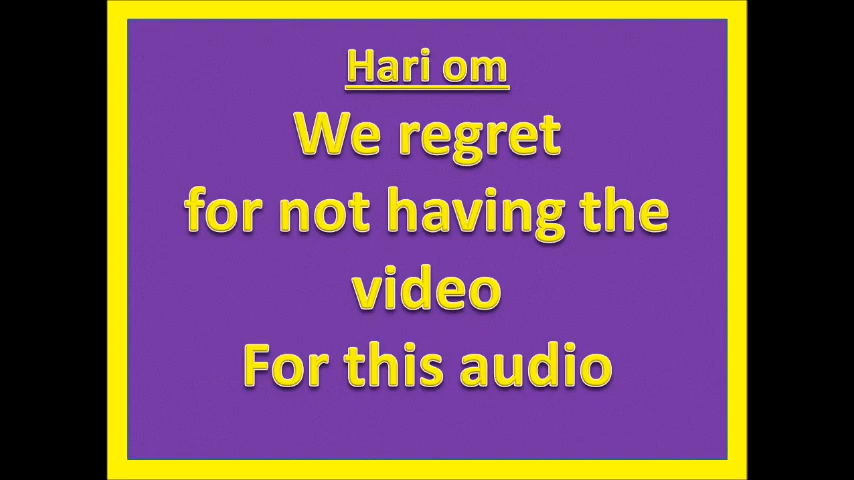 Hari om
We regret
for not having the
video
For this audio